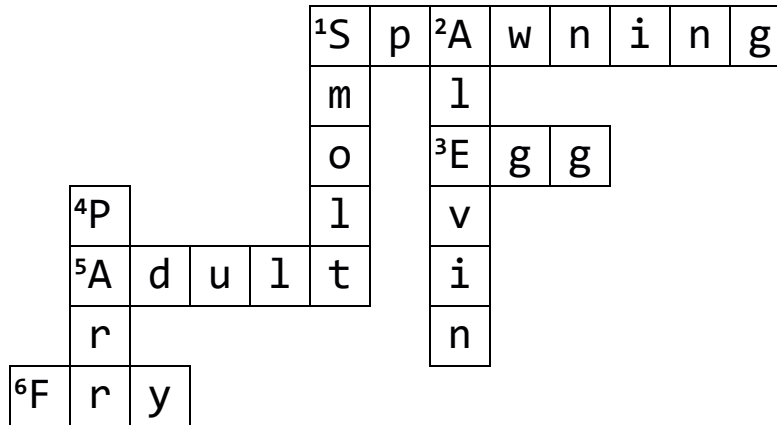 ¹S p ²A w n i n g
m l
o ³E g g
⁴P l v
⁵A d u l t i
r n
⁶F r y